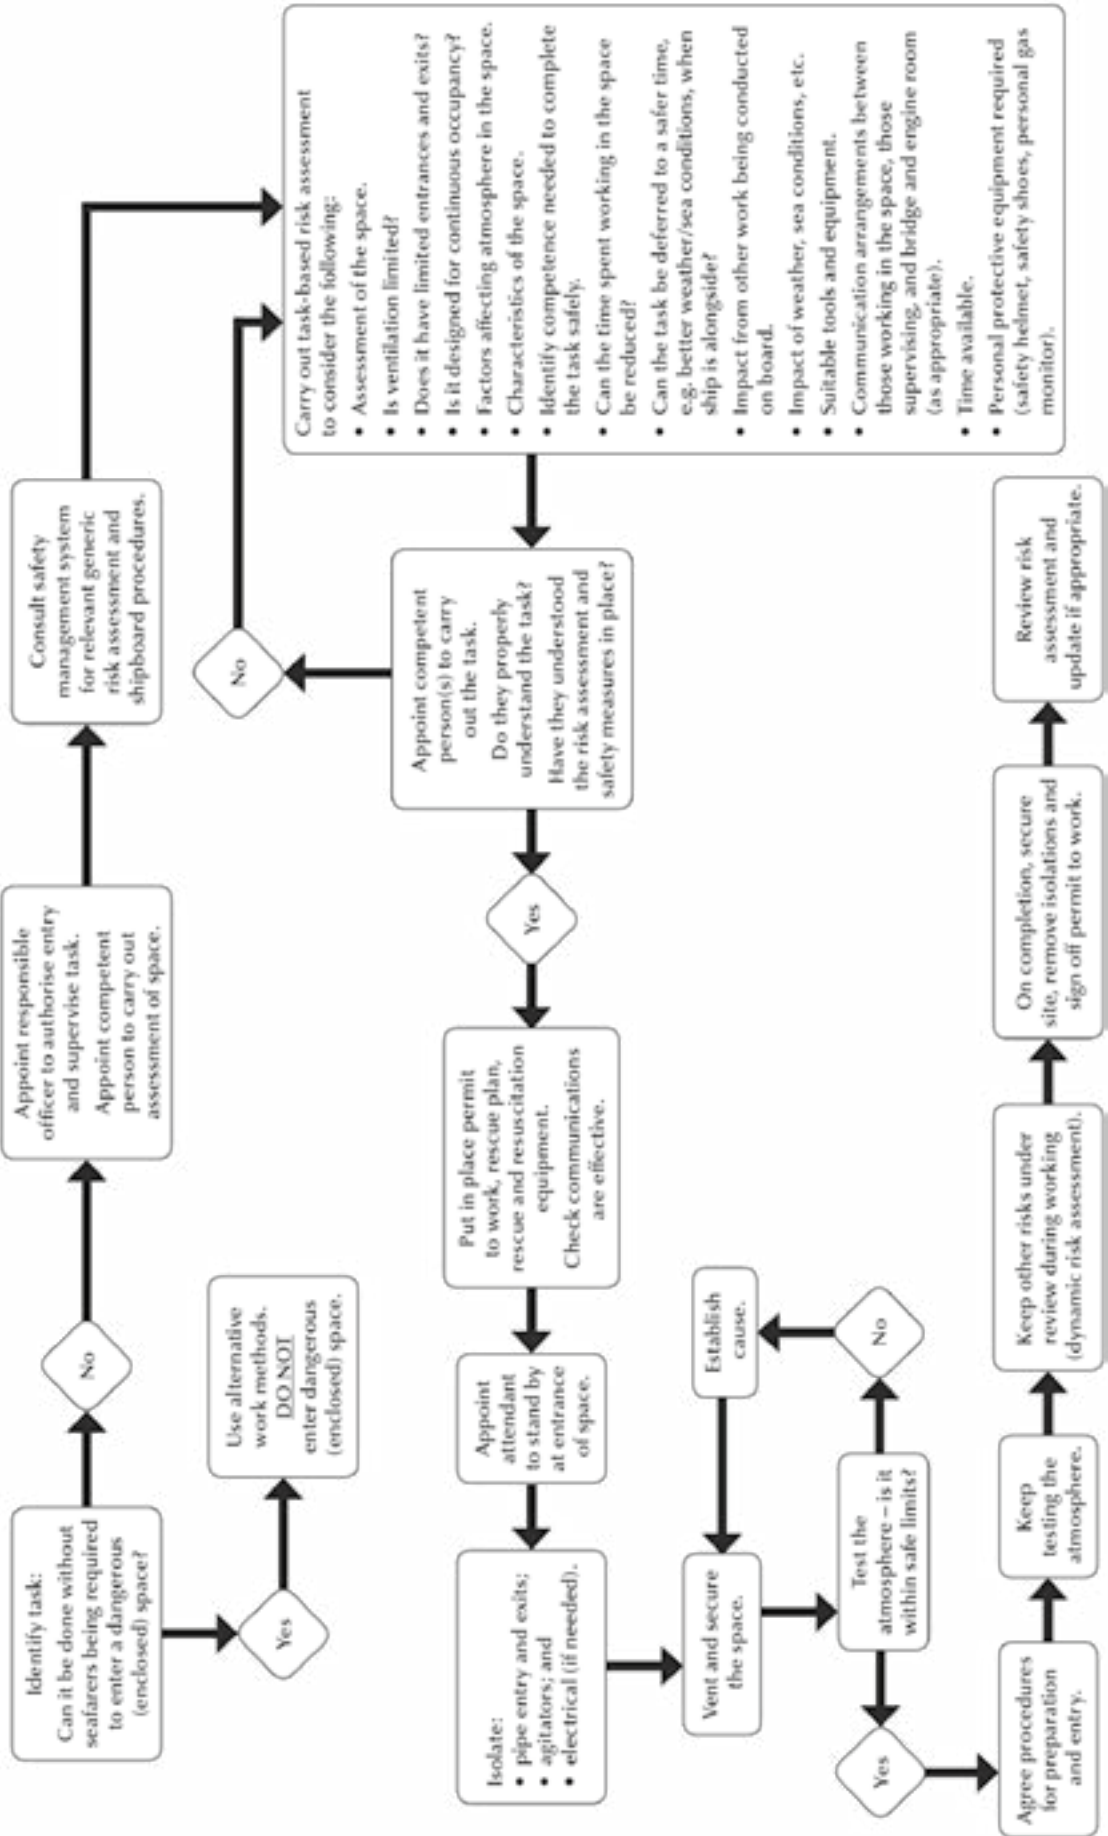 Identify task:
Can it be done without
seafarers being required
to enter a dangerous
(enclosed) space?
No
Yes
Use alternative
work methods.
DO NOT
enter dangerous
(enclosed) space.
Appoint responsible
officer to authorise entry
and supervise task.
Appoint competent
person to carry out
assessment of space.
Consult safety
management system
for relevant generic
risk assessment and
shipboard procedures.
Carry out task-based risk assessment
to consider the following:
• Assessment of the space.
• Is ventilation limited?
• Does it have limited entrances and exits?
• Is it designed for continuous occupancy?
• Factors affecting atmosphere in the space.
• Characteristics of the space.
• Identify competence needed to complete
the task safely.
• Can the time spent working in the space
be reduced?
• Can the task be deferred to a safer time,
e.g. better weather/sea conditions, when
ship is alongside?
• Impact from other work being conducted
on board.
• Impact of weather, sea conditions, etc.
• Suitable tools and equipment.
• Communication arrangements between
those working in the space, those
supervising, and bridge and engine room
(as appropriate).
• Time available.
• Personal protective equipment required
(safety helmet, safety shoes, personal gas
monitor).
Appoint competent
person(s) to carry
out the task.
Do they properly
understand the task?
Have they understood
the risk assessment and
safety measures in place?
No
Yes
Put in place permit
to work, rescue plan,
rescue and resuscitation
equipment.
Check communications
are effective.
Appoint
attendant
to stand by
at entrance
of space.
Isolate:
• pipe entry and exits;
• agitators; and
• electrical (if needed).
Vent and secure
the space.
Test the
atmosphere – is it
within safe limits?
No
Establish
cause.
Yes
Agree procedures
for preparation
and entry.
Keep
testing the
atmosphere.
Keep other risks under
review during working
(dynamic risk assessment).
On completion, secure
site, remove isolations and
sign off permit to work.
Review risk
assessment and
update if appropriate.